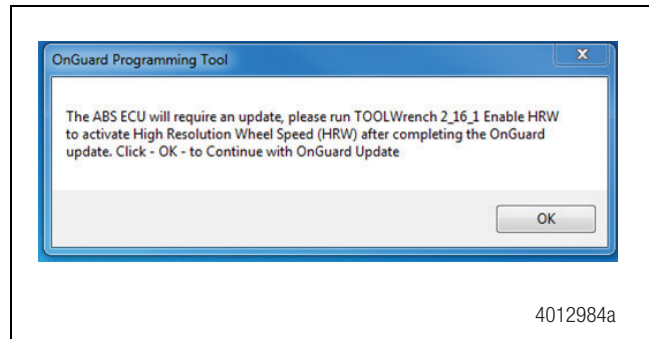 OnGuard Programming Tool
The ABS ECU will require an update, please run TOOLWrench 2_16_1 Enable HRW
to activate High Resolution Wheel Speed (HRW) after completing the OnGuard
update. Click - OK - to Continue with OnGuard Update
OK
4012984a